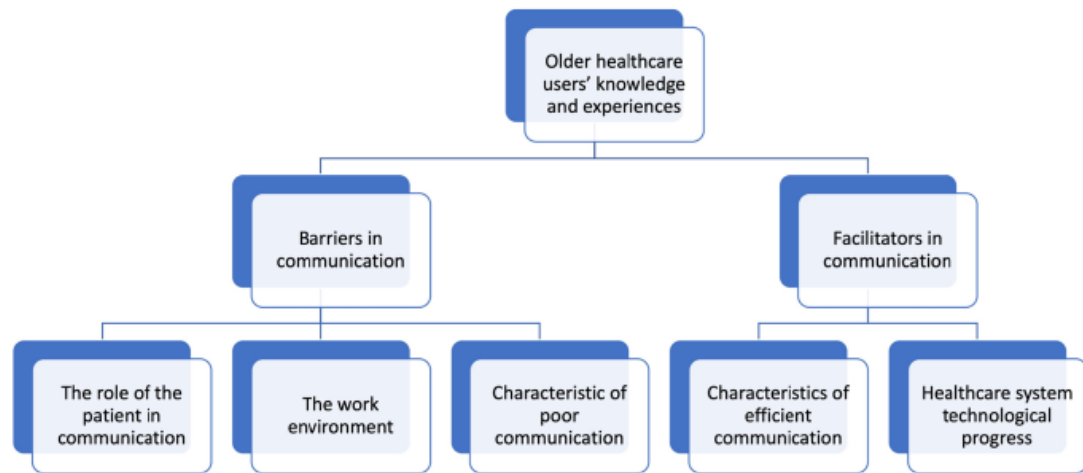 Older healthcare
users' knowledge
and experiences
Barriers in
communication
Facilitators in
communication
The role of the
patient in
communication
The work
environment
Characteristic of
poor
communication
Characteristics of
efficient
communication
Healthcare system
technological
progress